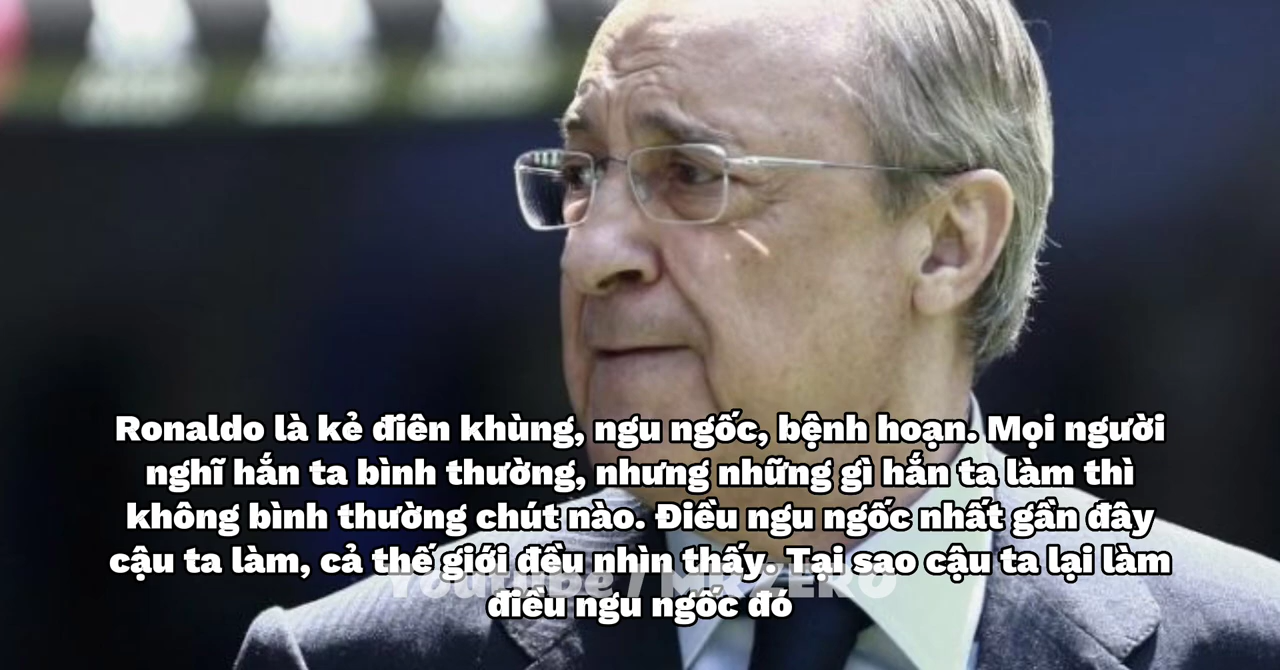 Ronaldo là kẻ điên khùng, ngu ngốc, bệnh hoạn. Mọi người
nghĩ hắn ta bình thường, nhưng những gì hắn ta làm thì
không bình thường chút nào. Điều ngu ngốc nhất gần đây
cậu ta làm, cả thế giới đều nhìn thấy. Tại sao cậu ta lại làm
Youtube / MRZERO
điều ngu ngốc đó